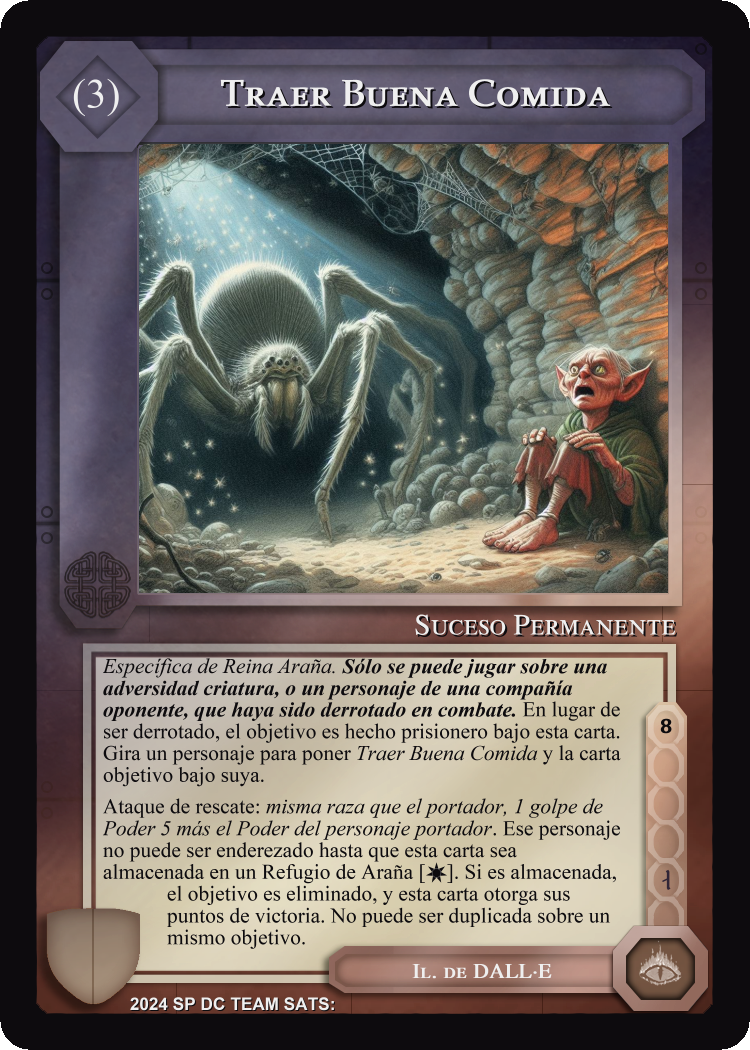 (3)
Traer Buena Comida
Suceso Permanente
Específica de Reina Araña. Sólo se puede jugar sobre una
adversidad criatura, o un personaje de una compañía
oponente, que haya sido derrotado en combate. En lugar de
ser derrotado, el objetivo es hecho prisionero bajo esta carta.
Gira un personaje para poner Traer Buena Comida y la carta
objetivo bajo suya.
Ataque de rescate: misma raza que el portador, 1 golpe de
Poder 5 más el Poder del personaje portador. Ese personaje
no puede ser enderezado hasta que esta carta sea
almacenada en un Refugio de Araña [✷]. Si es almacenada,
el objetivo es eliminado, y esta carta otorga sus
puntos de victoria. No puede ser duplicada sobre un
mismo objetivo.
8
Il. de DALL·E
2024 SP DC TEAM SATS: